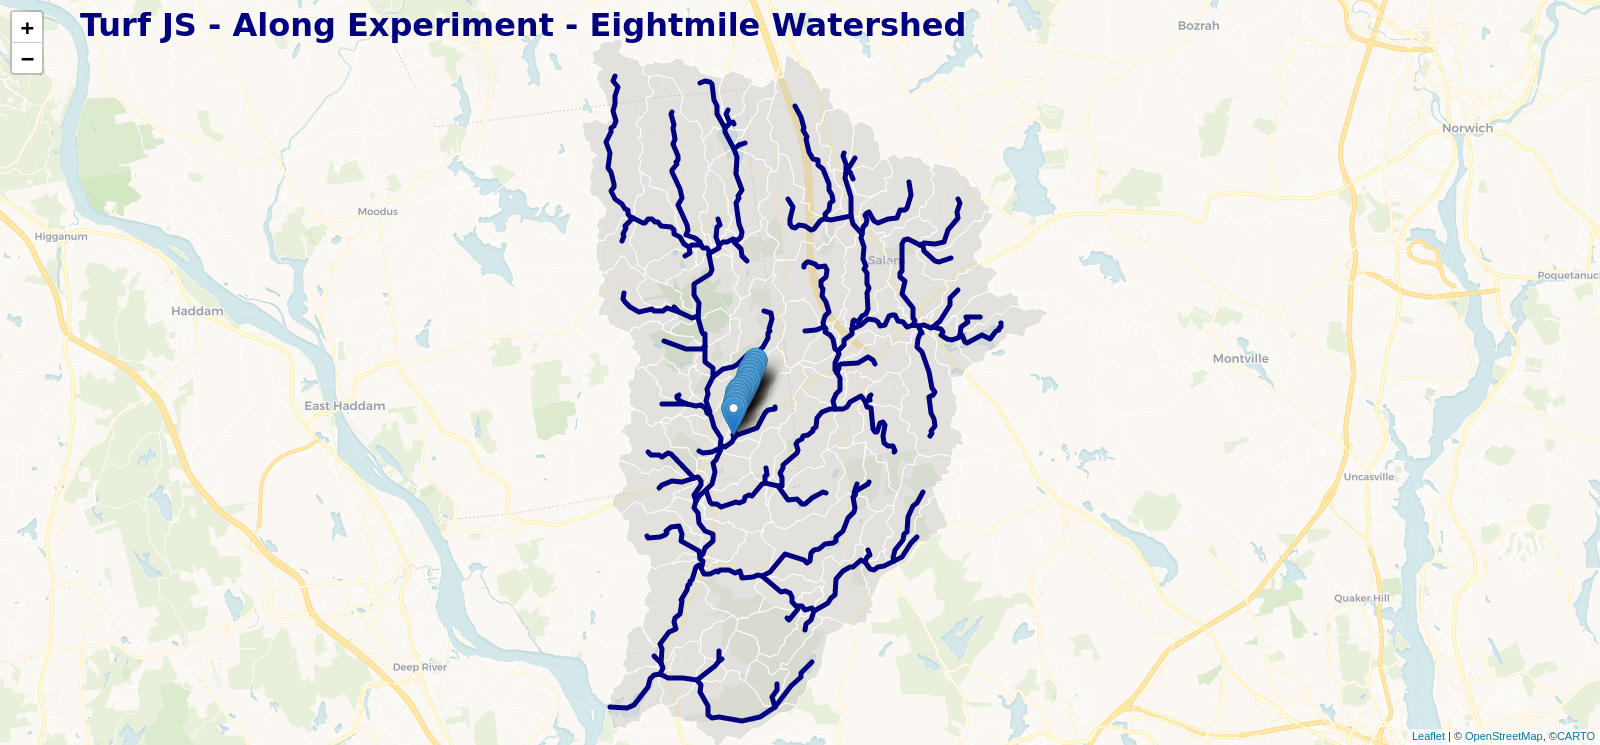 +
−
Turf JS - Along Experiment - Eightmile Watershed
Bozrah
Norwich
Moodus
Higganum
Salem
Poquetanuck
Haddam
Montville
East Haddam
Uncasville
Quaker Hill
Deep River
Leaflet | © OpenStreetMap, ©CARTO